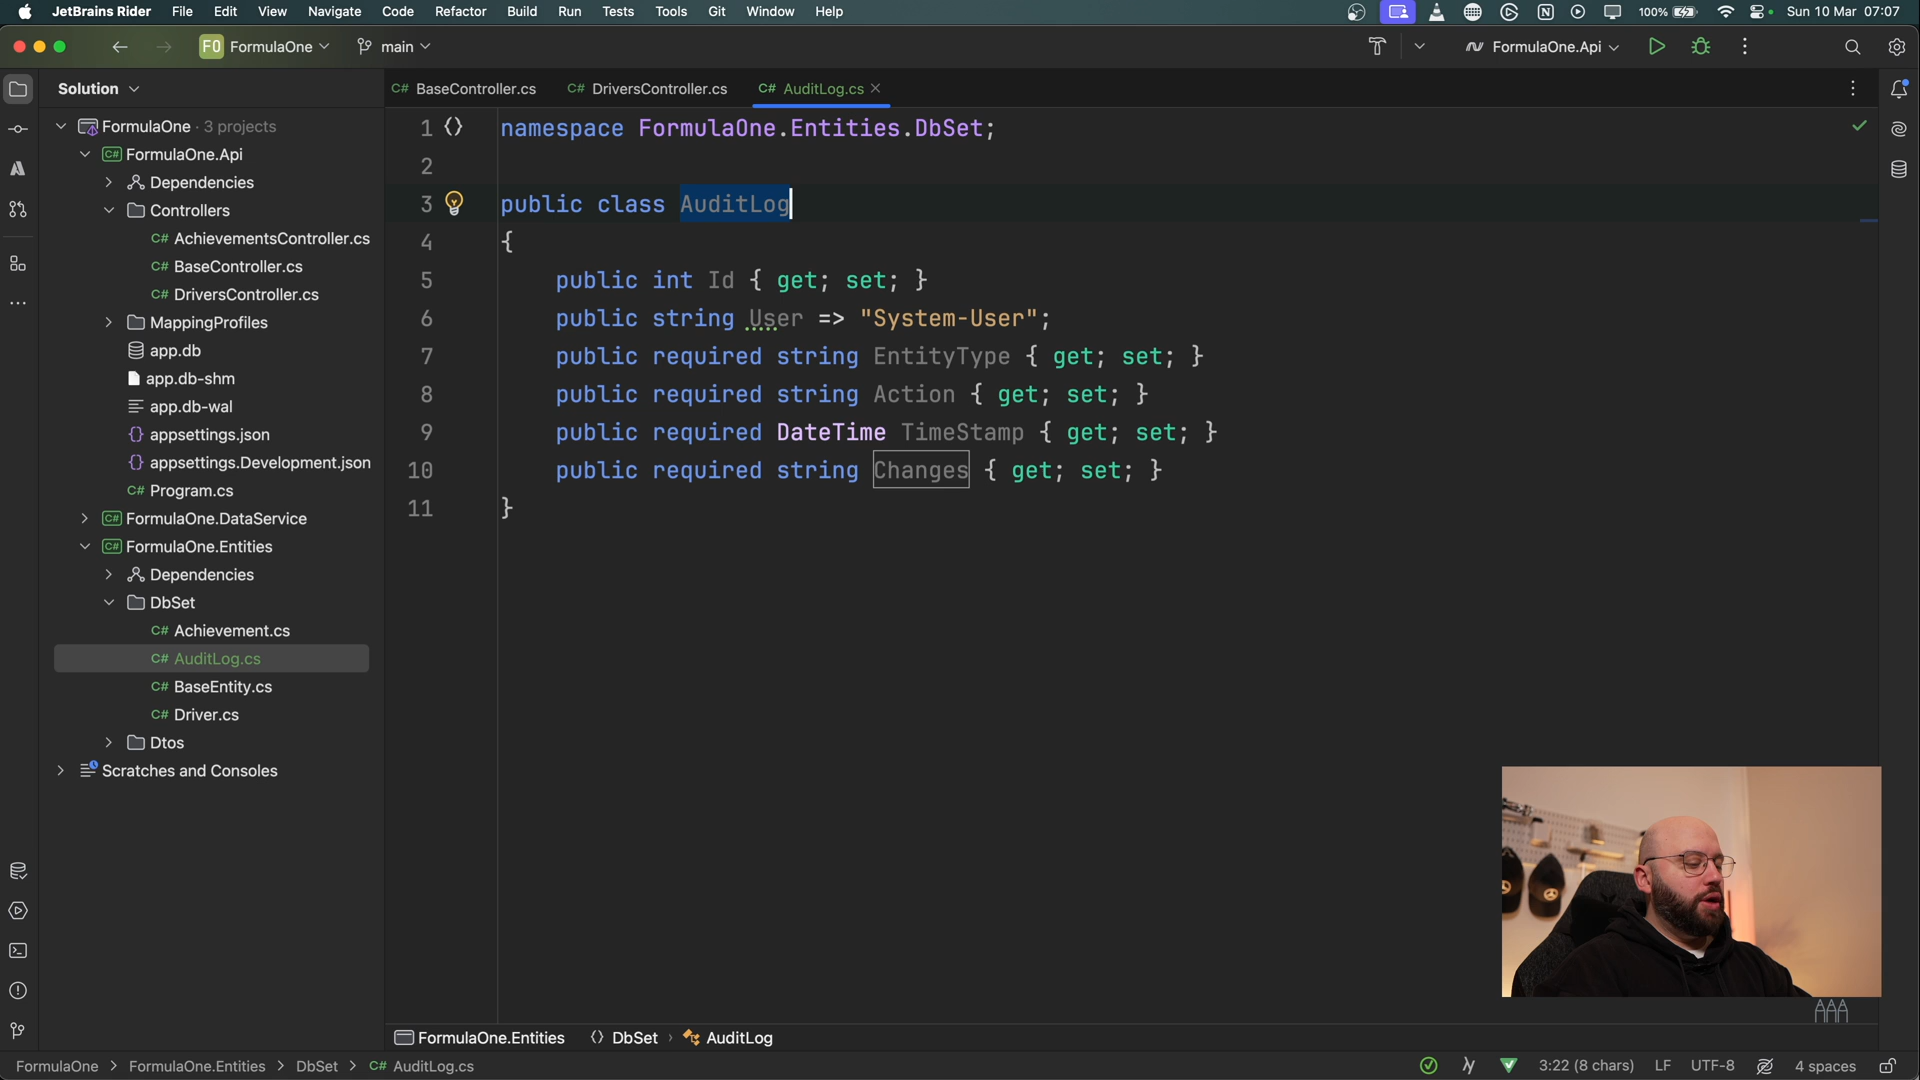 JetBrains Rider File Edit View Navigate Code Refactor Build Run Tests Tools Git Window Help 100% Sun 10 Mar 07:07
FO FormulaOne main FormulaOne.Api
Solution
C# BaseController.cs C# DriversController.cs C# AuditLog.cs
FormulaOne · 3 projects
C# FormulaOne.Api
Dependencies
Controllers
C# AchievementsController.cs
C# BaseController.cs
C# DriversController.cs
MappingProfiles
app.db
app.db-shm
app.db-wal
{} appsettings.json
{} appsettings.Development.json
C# Program.cs
C# FormulaOne.DataService
C# FormulaOne.Entities
Dependencies
DbSet
C# Achievement.cs
C# AuditLog.cs
C# BaseEntity.cs
C# Driver.cs
Dtos
Scratches and Consoles
1 namespace FormulaOne.Entities.DbSet;
2
3 public class AuditLog
4 {
5 public int Id { get; set; }
6 public string User => "System-User";
7 public required string EntityType { get; set; }
8 public required string Action { get; set; }
9 public required DateTime TimeStamp { get; set; }
10 public required string Changes { get; set; }
11 }
FormulaOne.Entities DbSet › AuditLog
FormulaOne > FormulaOne.Entities > DbSet > C# AuditLog.cs 3:22 (8 chars) LF UTF-8 4 spaces